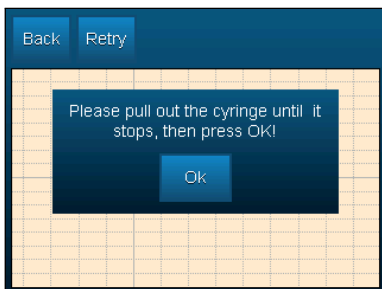 Back Retry
Please pull out the cyringe until it
stops, then press OK!
Ok